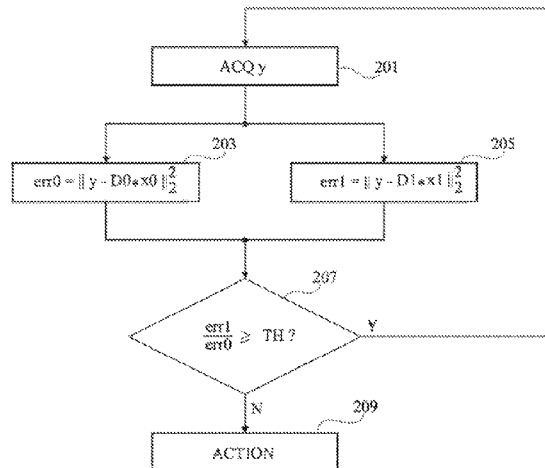 ACQ y
201
203
205
err0 = || y - D0*x0 ||₂²
err1 = || y - D1*x1 ||₂²
207
err1
err0 ⩾ TH ?
Y
N
209
ACTION